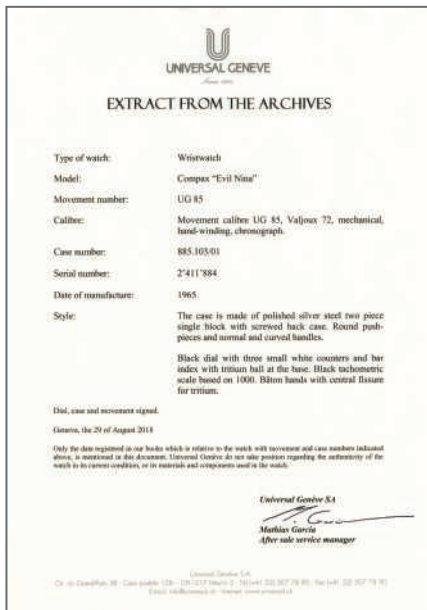 UNIVERSAL GENEVE
EXTRACT FROM THE ARCHIVES
Type of watch: Wristwatch
Model: Compax “Evil Nina”
Movement number: UG 85
Calibre: Movement calibre UG 85, Valjoux 72, mechanical,
hand-winding, chronograph.
Case number: 885.103/01
Serial number: 2'411'884
Date of manufacture: 1965
Style: The case is made of polished silver steel two piece
single block with screwed back case. Round push-
pieces and normal and curved handles.
Black dial with three small white counters and bar
index with tritium ball at the base. Black tachometric
scale based on 1000. Bâton hands with central fissure
for tritium.
Dial, case and movement signed.
Geneva, the 29 of August 2018
Only the data registered in our books which is relative to the watch with movement and case numbers indicated
above, is mentioned in this document. Universal Genève do not take position regarding the authenticity of the
watch in its current condition, or its materials and components used in the watch.
Universal Genève SA
Mathias Garcia
After sale service manager
Universal Genève S.A.